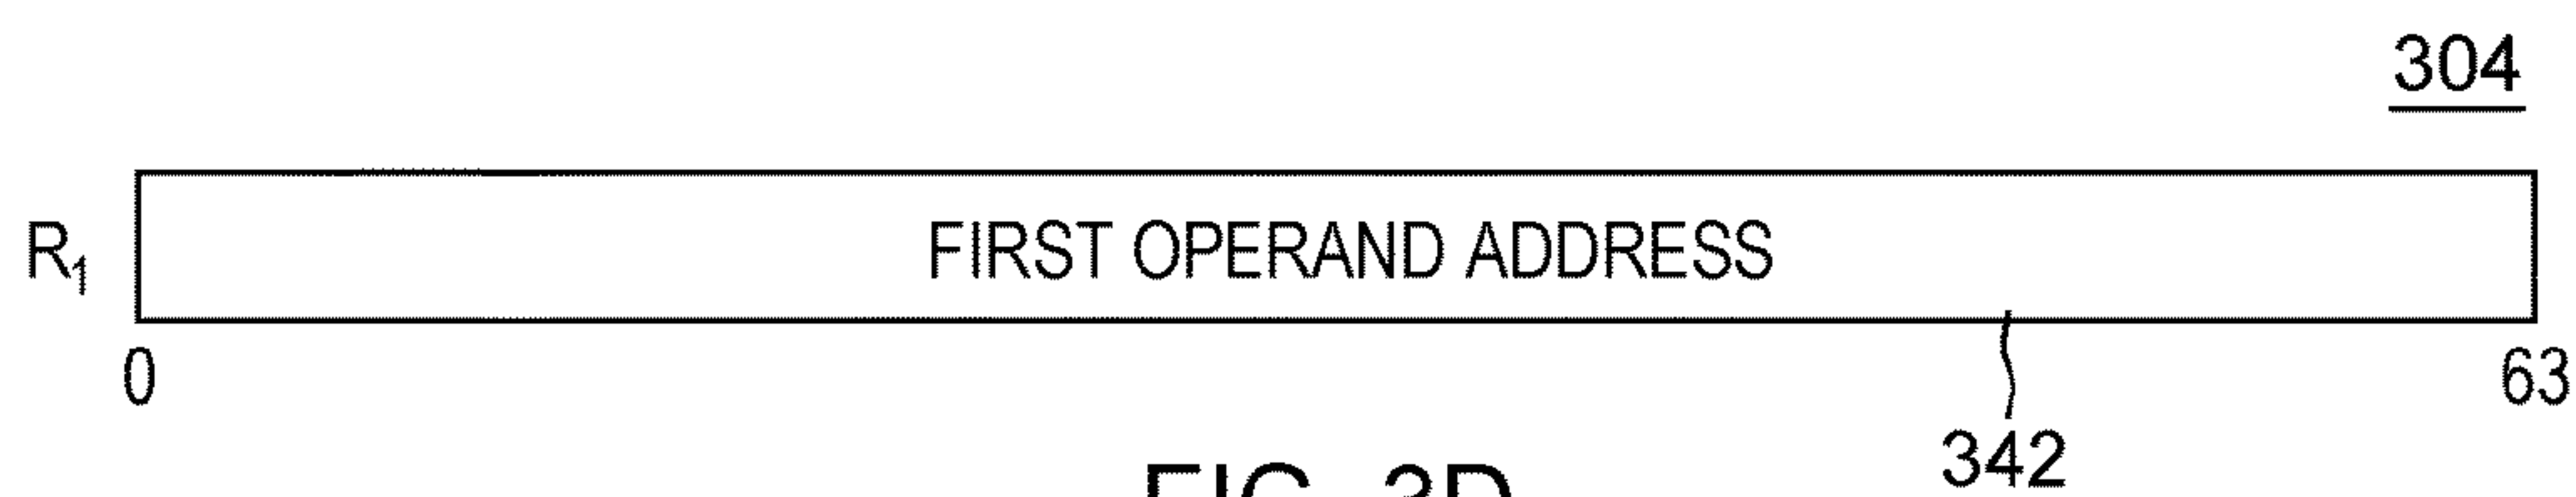 304
R₁ FIRST OPERAND ADDRESS
0 63
342